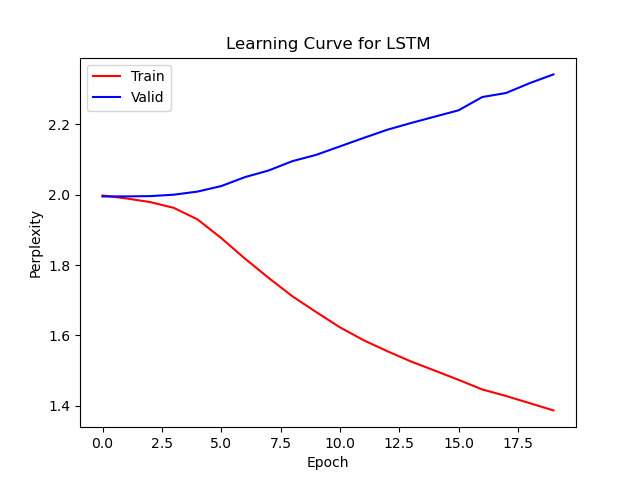 Learning Curve for LSTM
Train
Valid
2.2
2.0
1.8
1.6
1.4
Perplexity
0.0 2.5 5.0 7.5 10.0 12.5 15.0 17.5
Epoch